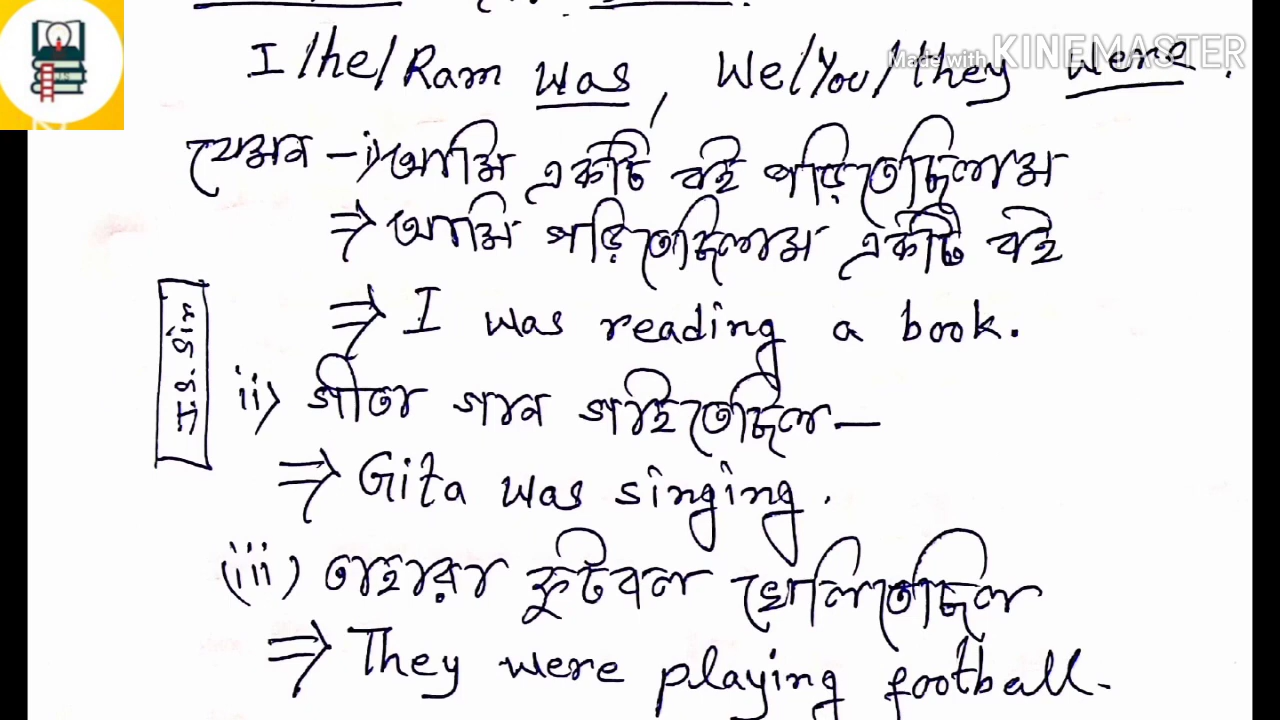 I/he/Ram was, We/You/they were.
Made with KINEMASTER
যেমন - i) আমি একটি বই পড়িতেছিলাম
⇒ আমি পড়িতেছিলাম একটি বই
⇒ I was reading a book.
ii) গীতা গান গাইতেছিল—
⇒ Gita was singing.
(iii) তাহারা ফুটবল খেলিতেছিল
⇒ They were playing football.